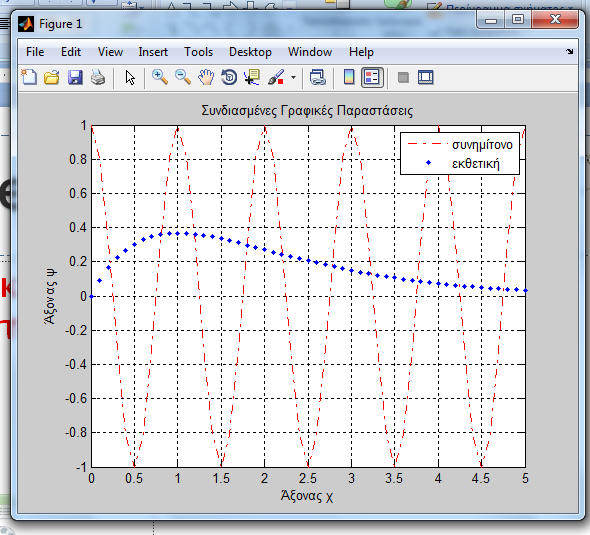 Figure 1
File Edit View Insert Tools Desktop Window Help
Συνδιασμένες Γραφικές Παραστάσεις
συνημίτονο
εκθετική
1
0.8
0.6
0.4
0.2
0
-0.2
-0.4
-0.6
-0.8
-1
Άξονας ψ
0 0.5 1 1.5 2 2.5 3 3.5 4 4.5 5
Άξονας χ